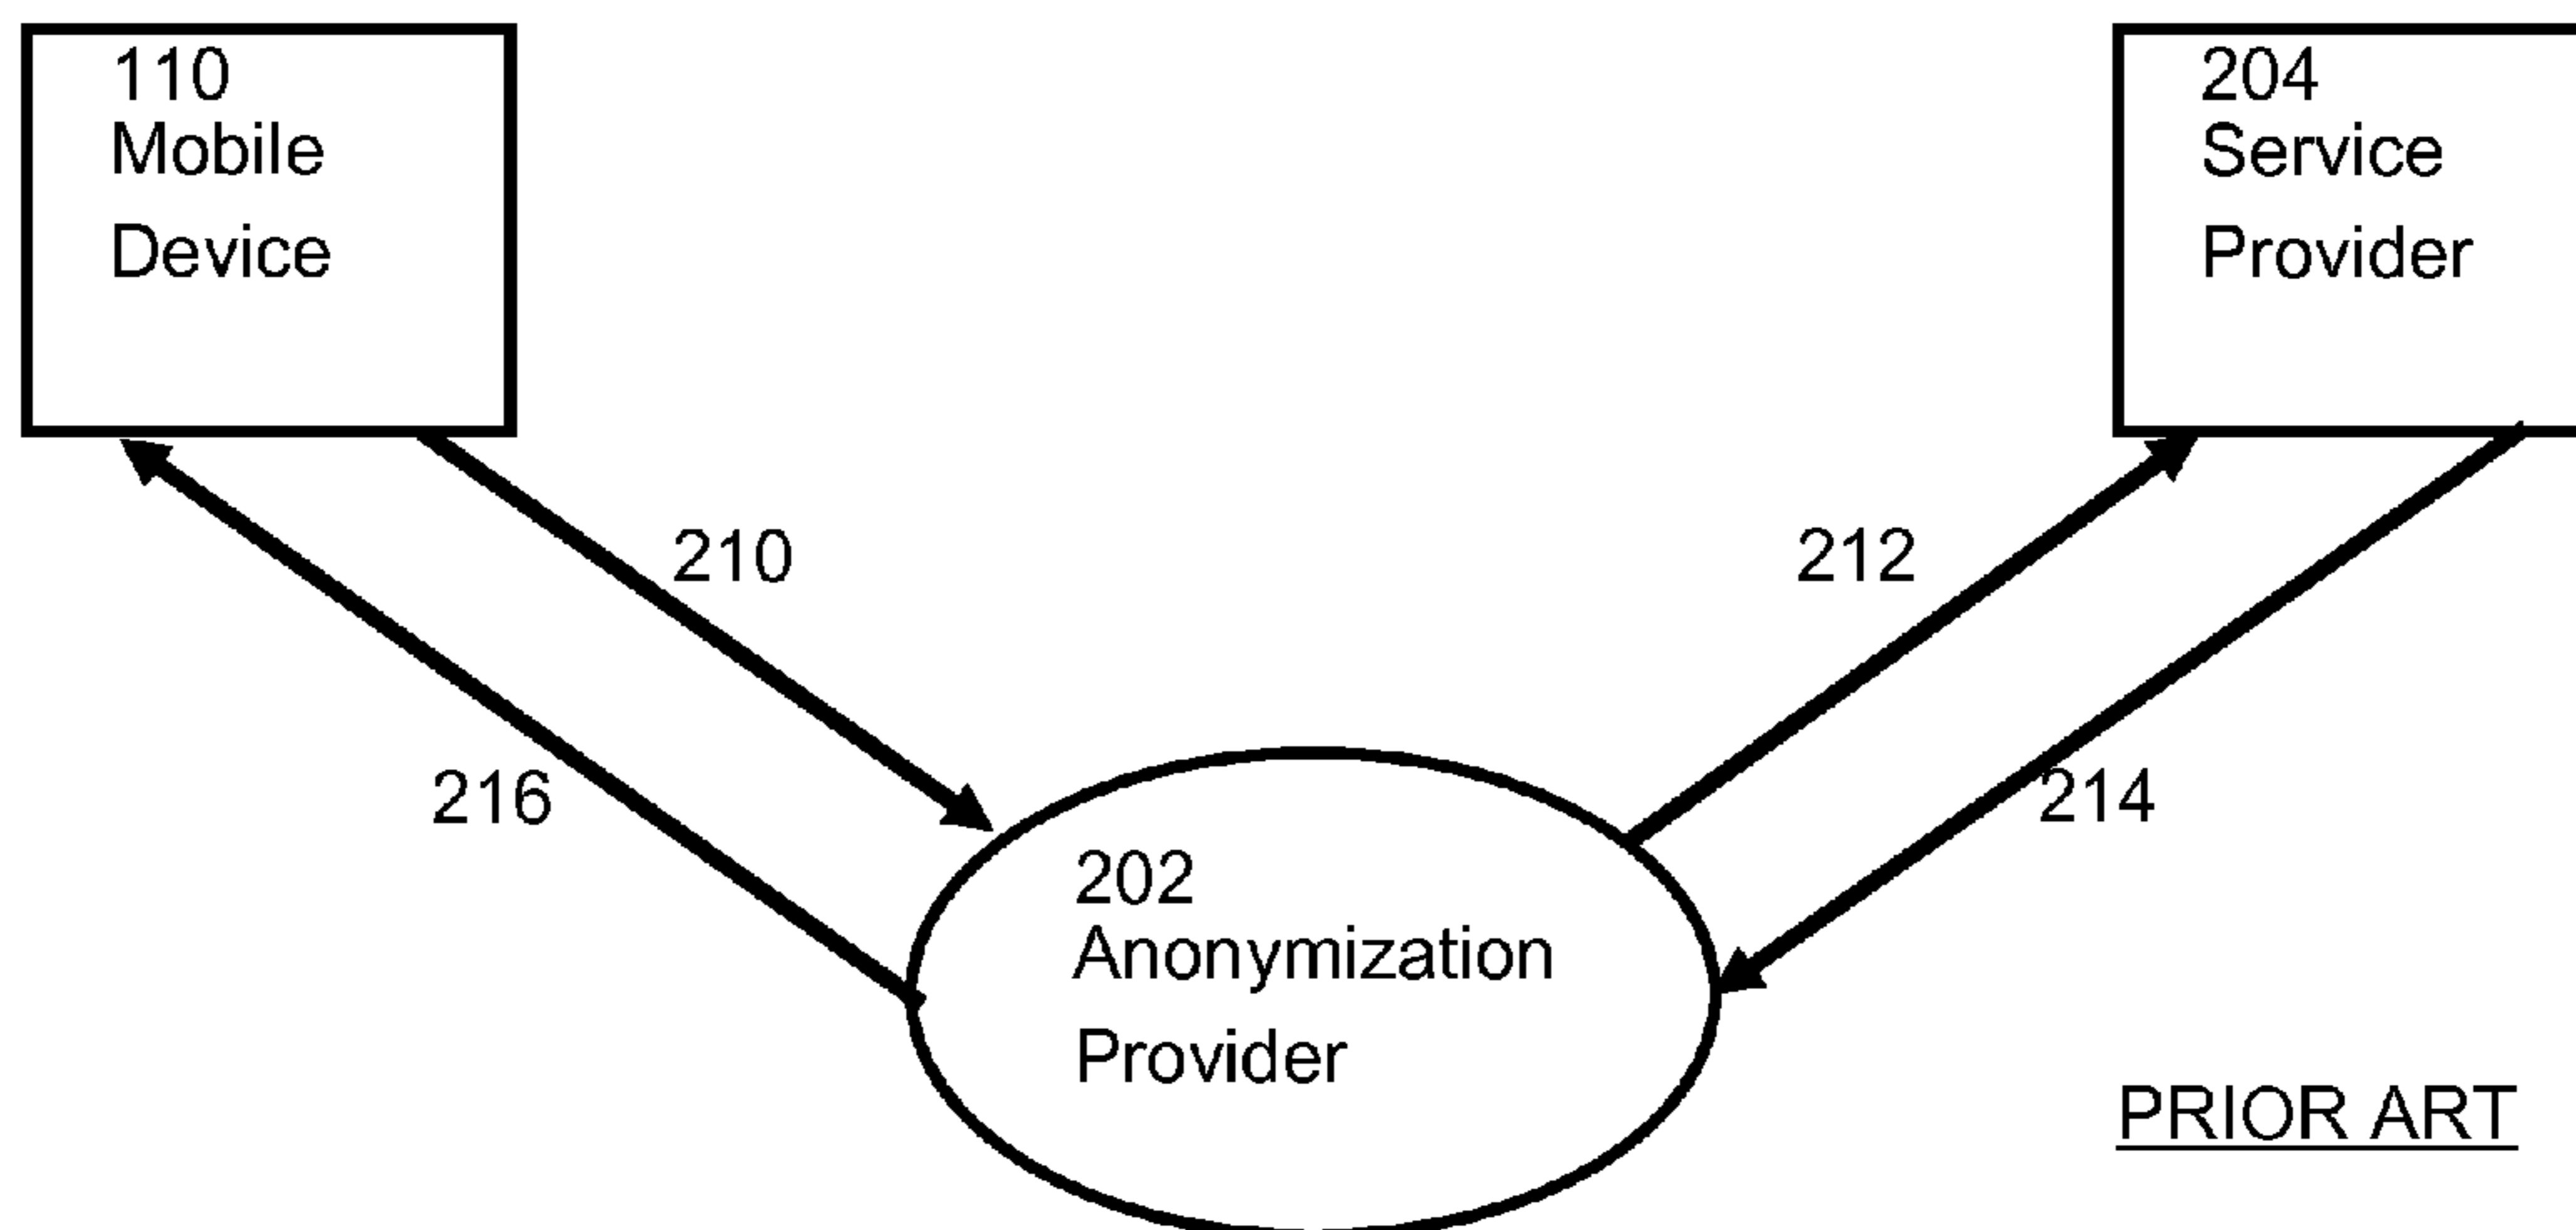 110
Mobile
Device
204
Service
Provider
210
212
216
214
202
Anonymization
Provider
PRIOR ART